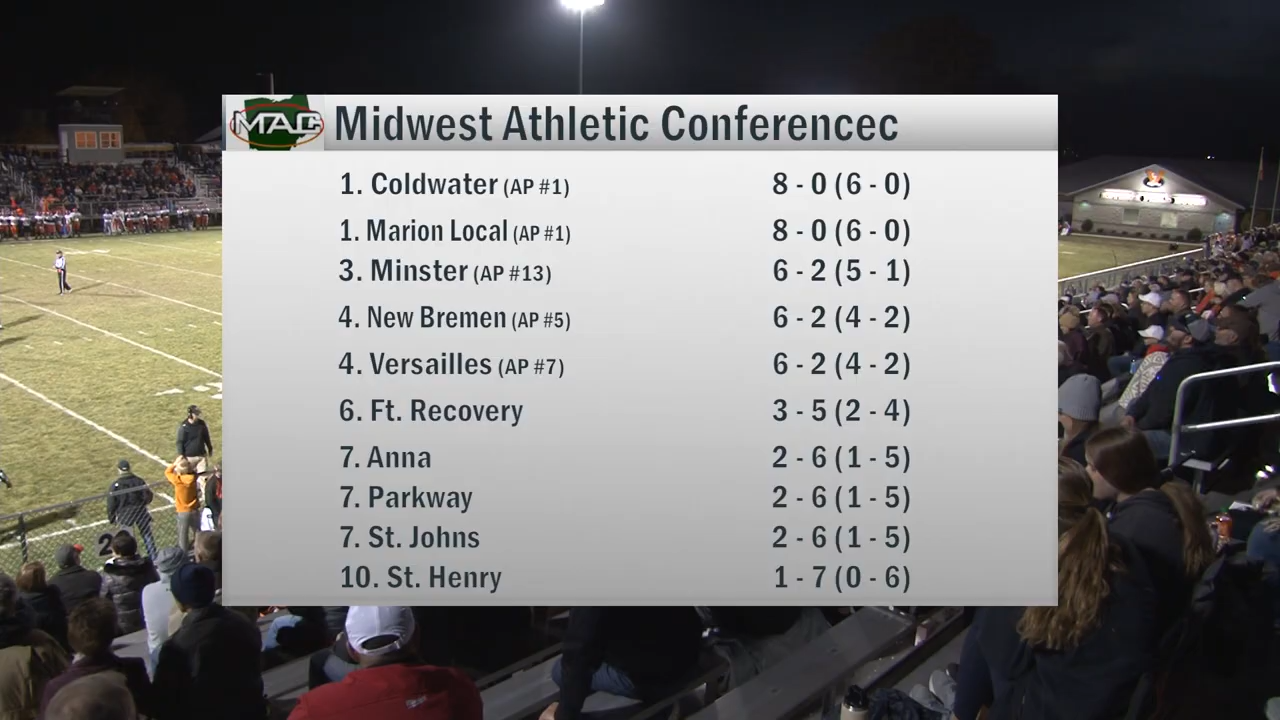 MAC Midwest Athletic Conferencec
1. Coldwater (AP #1) 8 - 0 (6 - 0)
1. Marion Local (AP #1) 8 - 0 (6 - 0)
3. Minster (AP #13) 6 - 2 (5 - 1)
4. New Bremen (AP #5) 6 - 2 (4 - 2)
4. Versailles (AP #7) 6 - 2 (4 - 2)
6. Ft. Recovery 3 - 5 (2 - 4)
7. Anna 2 - 6 (1 - 5)
7. Parkway 2 - 6 (1 - 5)
7. St. Johns 2 - 6 (1 - 5)
10. St. Henry 1 - 7 (0 - 6)
2